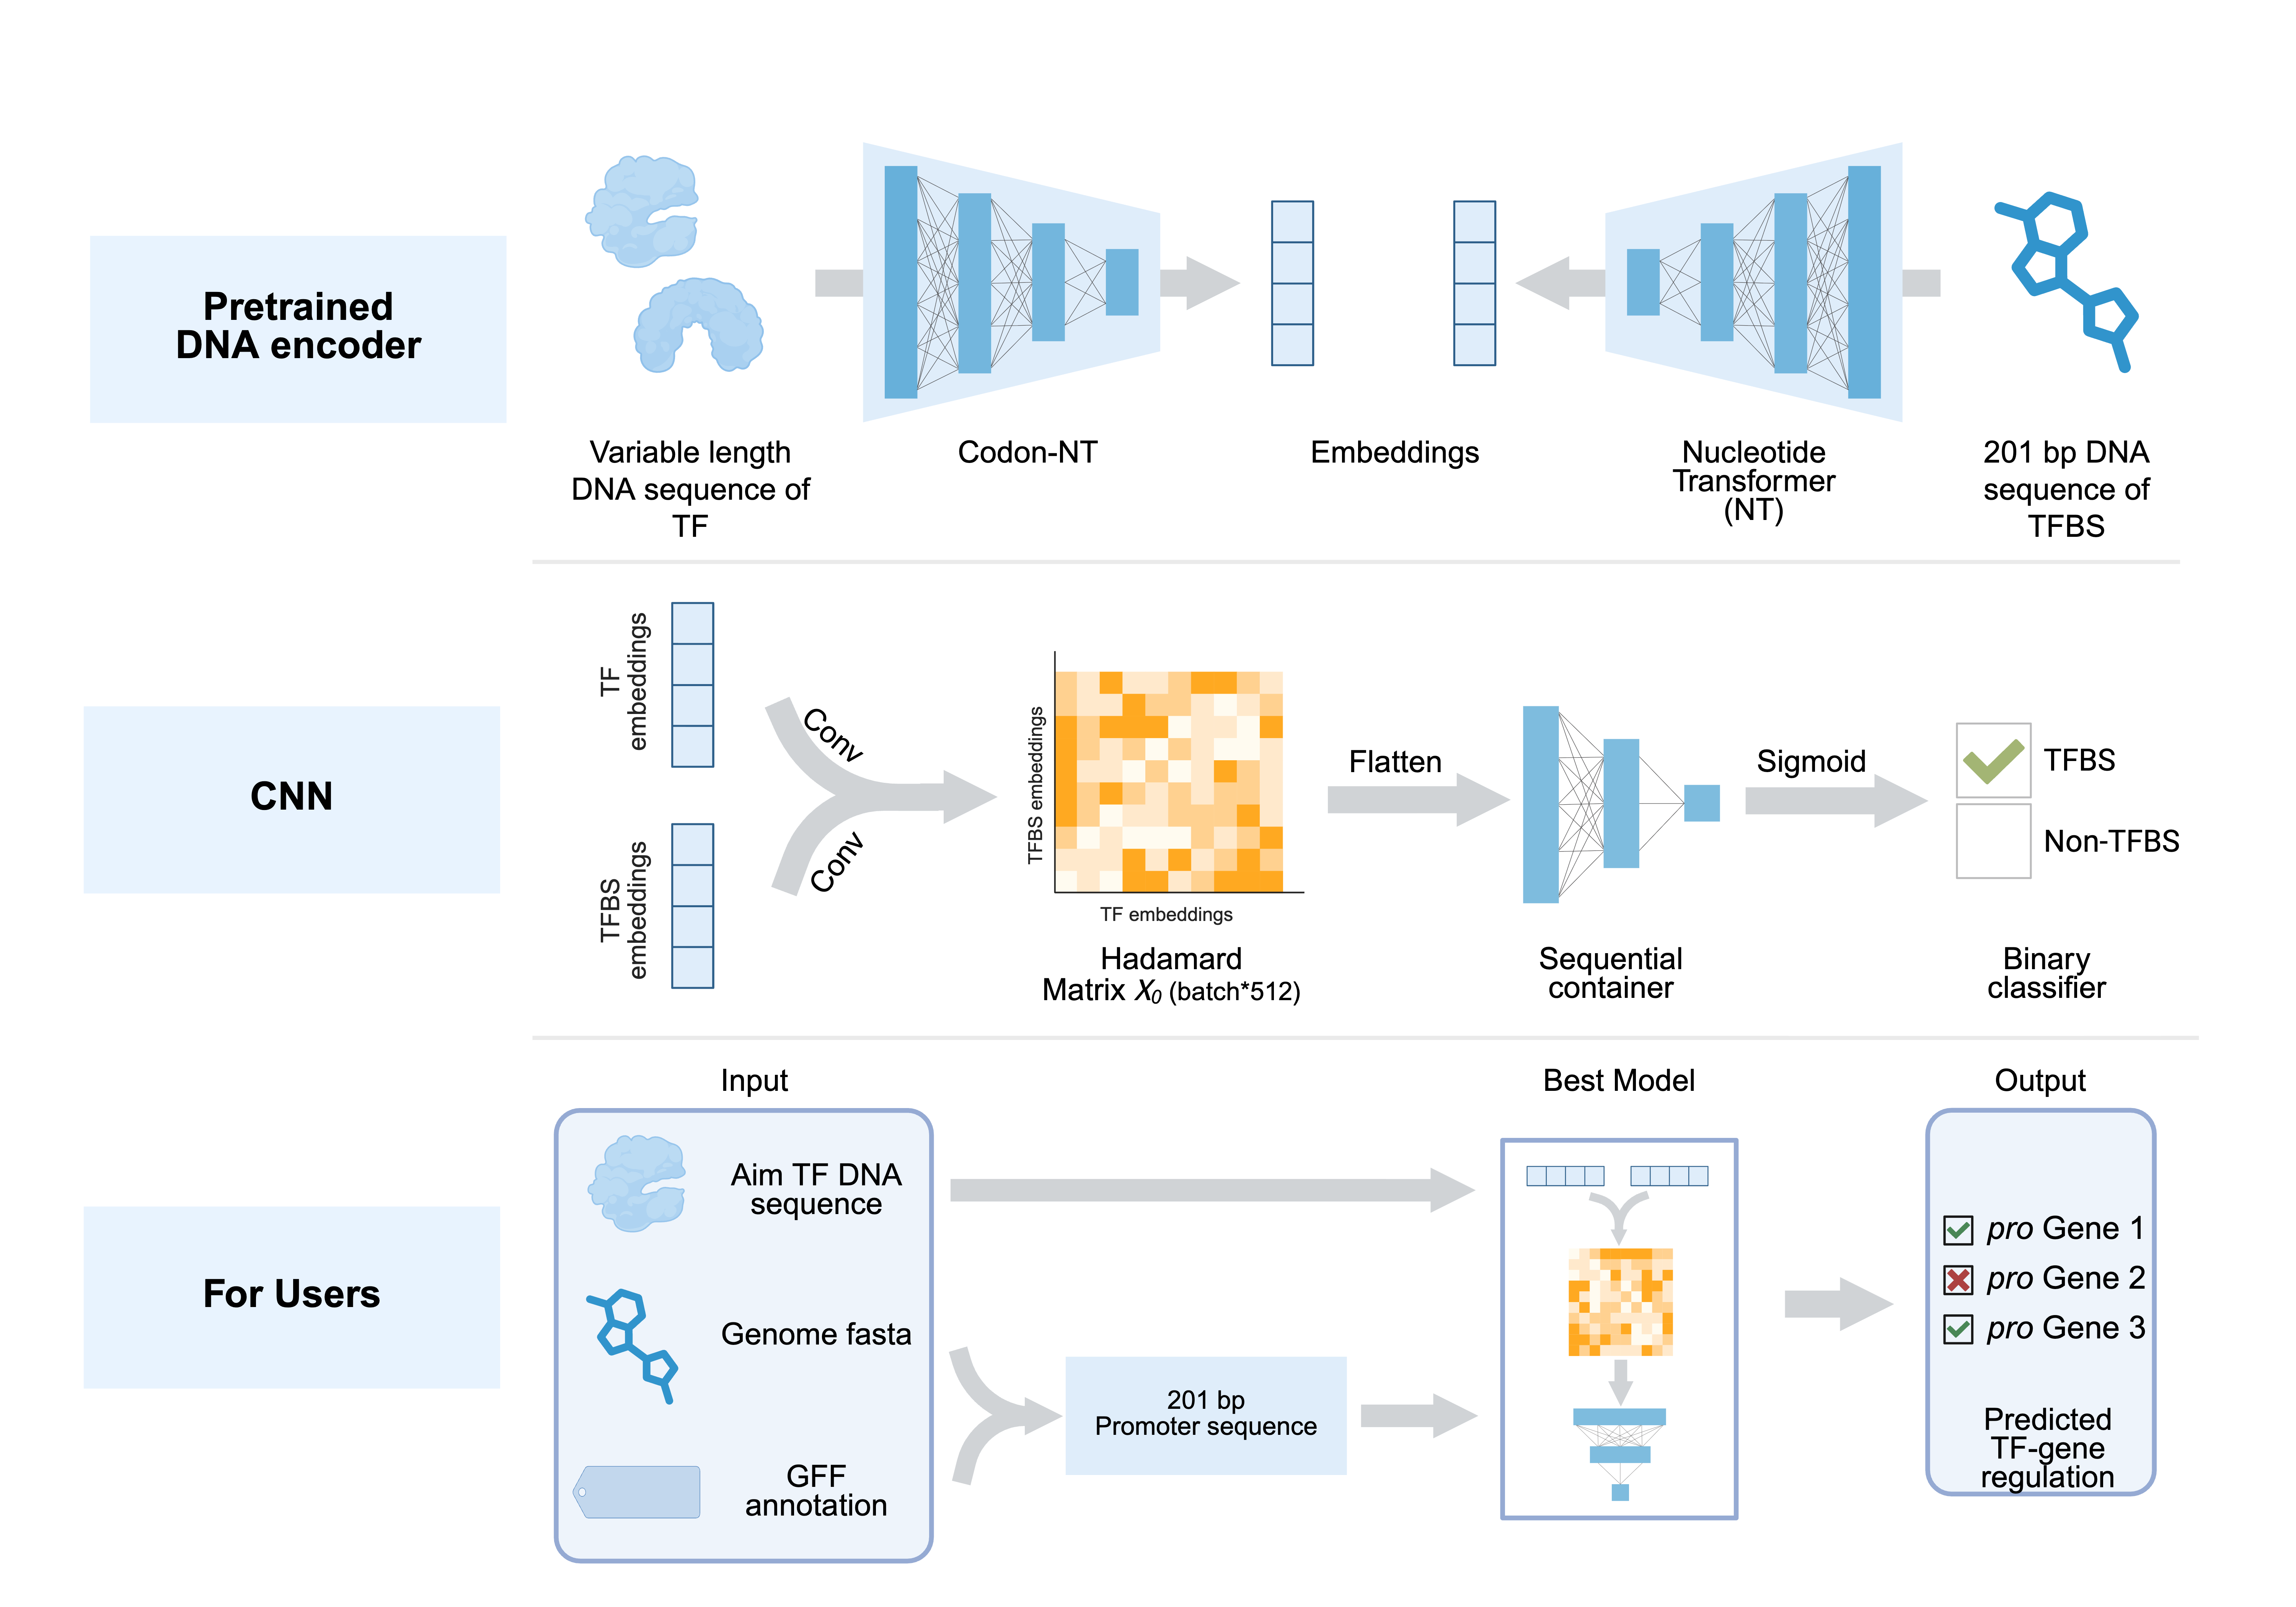 Pretrained
DNA encoder
Variable length
DNA sequence of
TF
Codon-NT
Embeddings
Nucleotide
Transformer
(NT)
201 bp DNA
sequence of
TFBS
CNN
TF
embeddings
TFBS
embeddings
Conv
Conv
TFBS embeddings
TF embeddings
Hadamard
Matrix X₀ (batch*512)
Flatten
Sequential
container
Sigmoid
TFBS
Non-TFBS
Binary
classifier
For Users
Input
Aim TF DNA
sequence
Genome fasta
GFF
annotation
201 bp
Promoter sequence
Best Model
Output
pro Gene 1
pro Gene 2
pro Gene 3
Predicted
TF-gene
regulation